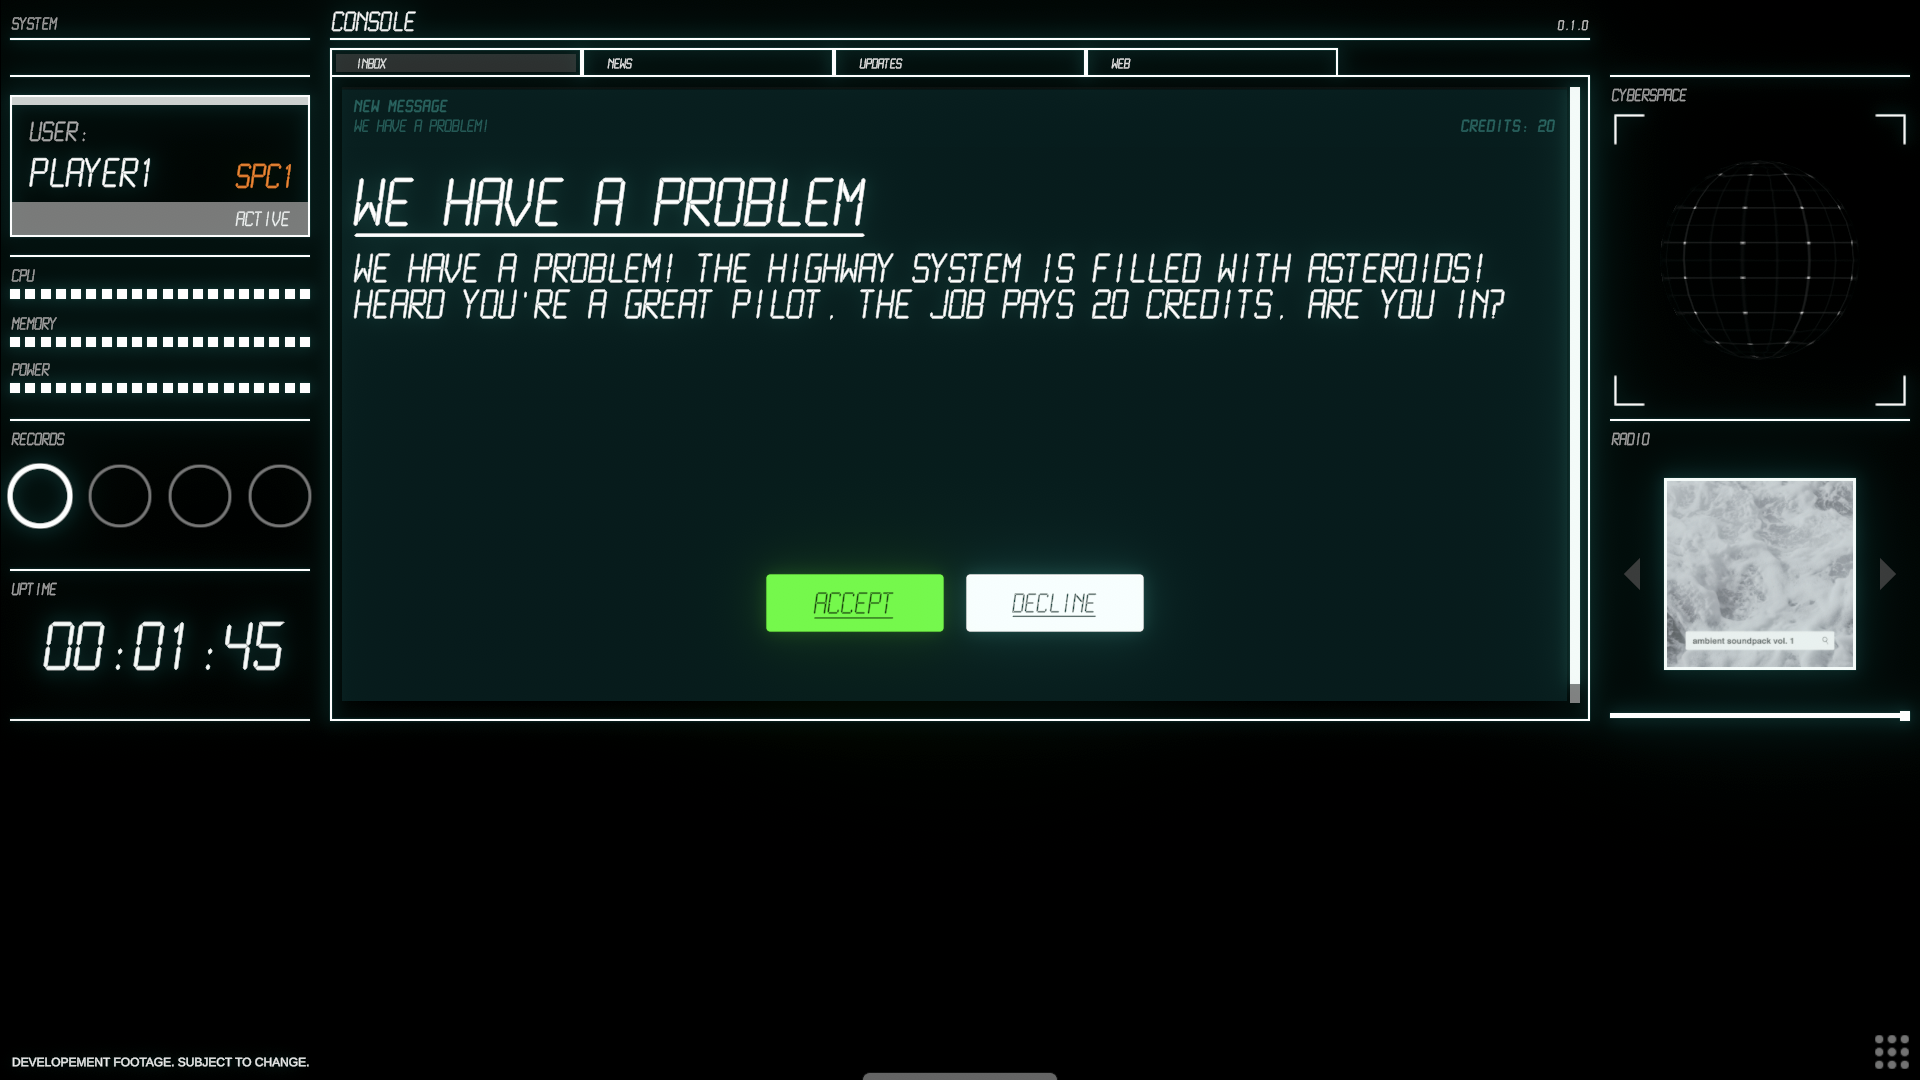 SYSTEM
CONSOLE
0.1.0
INBOX
NEWS
UPDATES
WEB
USER:
PLAYER1
SPC1
ACTIVE
CPU
MEMORY
POWER
RECORDS
UPTIME
00:01:45
NEW MESSAGE
WE HAVE A PROBLEM!
CREDITS: 20
WE HAVE A PROBLEM
WE HAVE A PROBLEM! THE HIGHWAY SYSTEM IS FILLED WITH ASTEROIDS!
HEARD YOU'RE A GREAT PILOT. THE JOB PAYS 20 CREDITS. ARE YOU IN?
ACCEPT
DECLINE
CYBERSPACE
RADIO
ambient soundpack vol. 1
DEVELOPEMENT FOOTAGE. SUBJECT TO CHANGE.